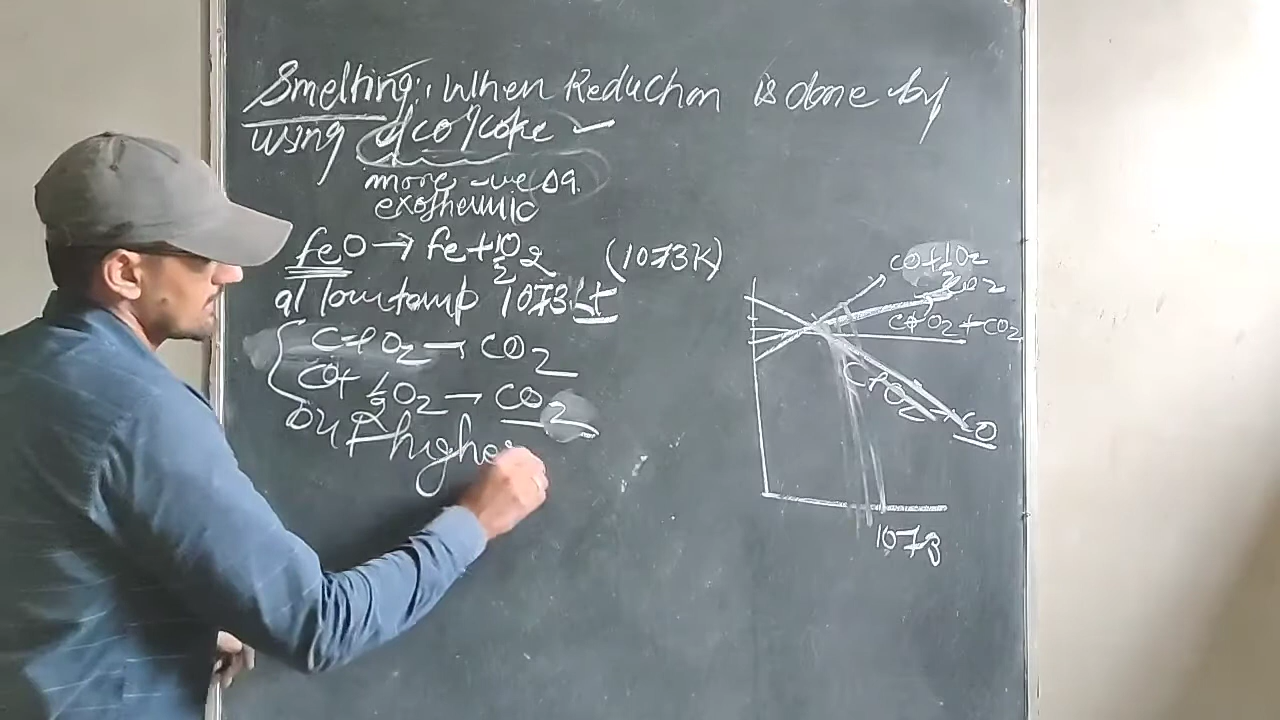 Smelting:, When Reduction is done by
using of CO/coke
more -ve ΔG
exothermic
FeO → Fe + 1/2 O2 (1073K)
at low temp 1073
C + O2 → CO2
CO + 1/2 O2 → CO2
But higher
CO + 1/2 O2
CO2
C + O2 → CO2
C + O2
CO
1073